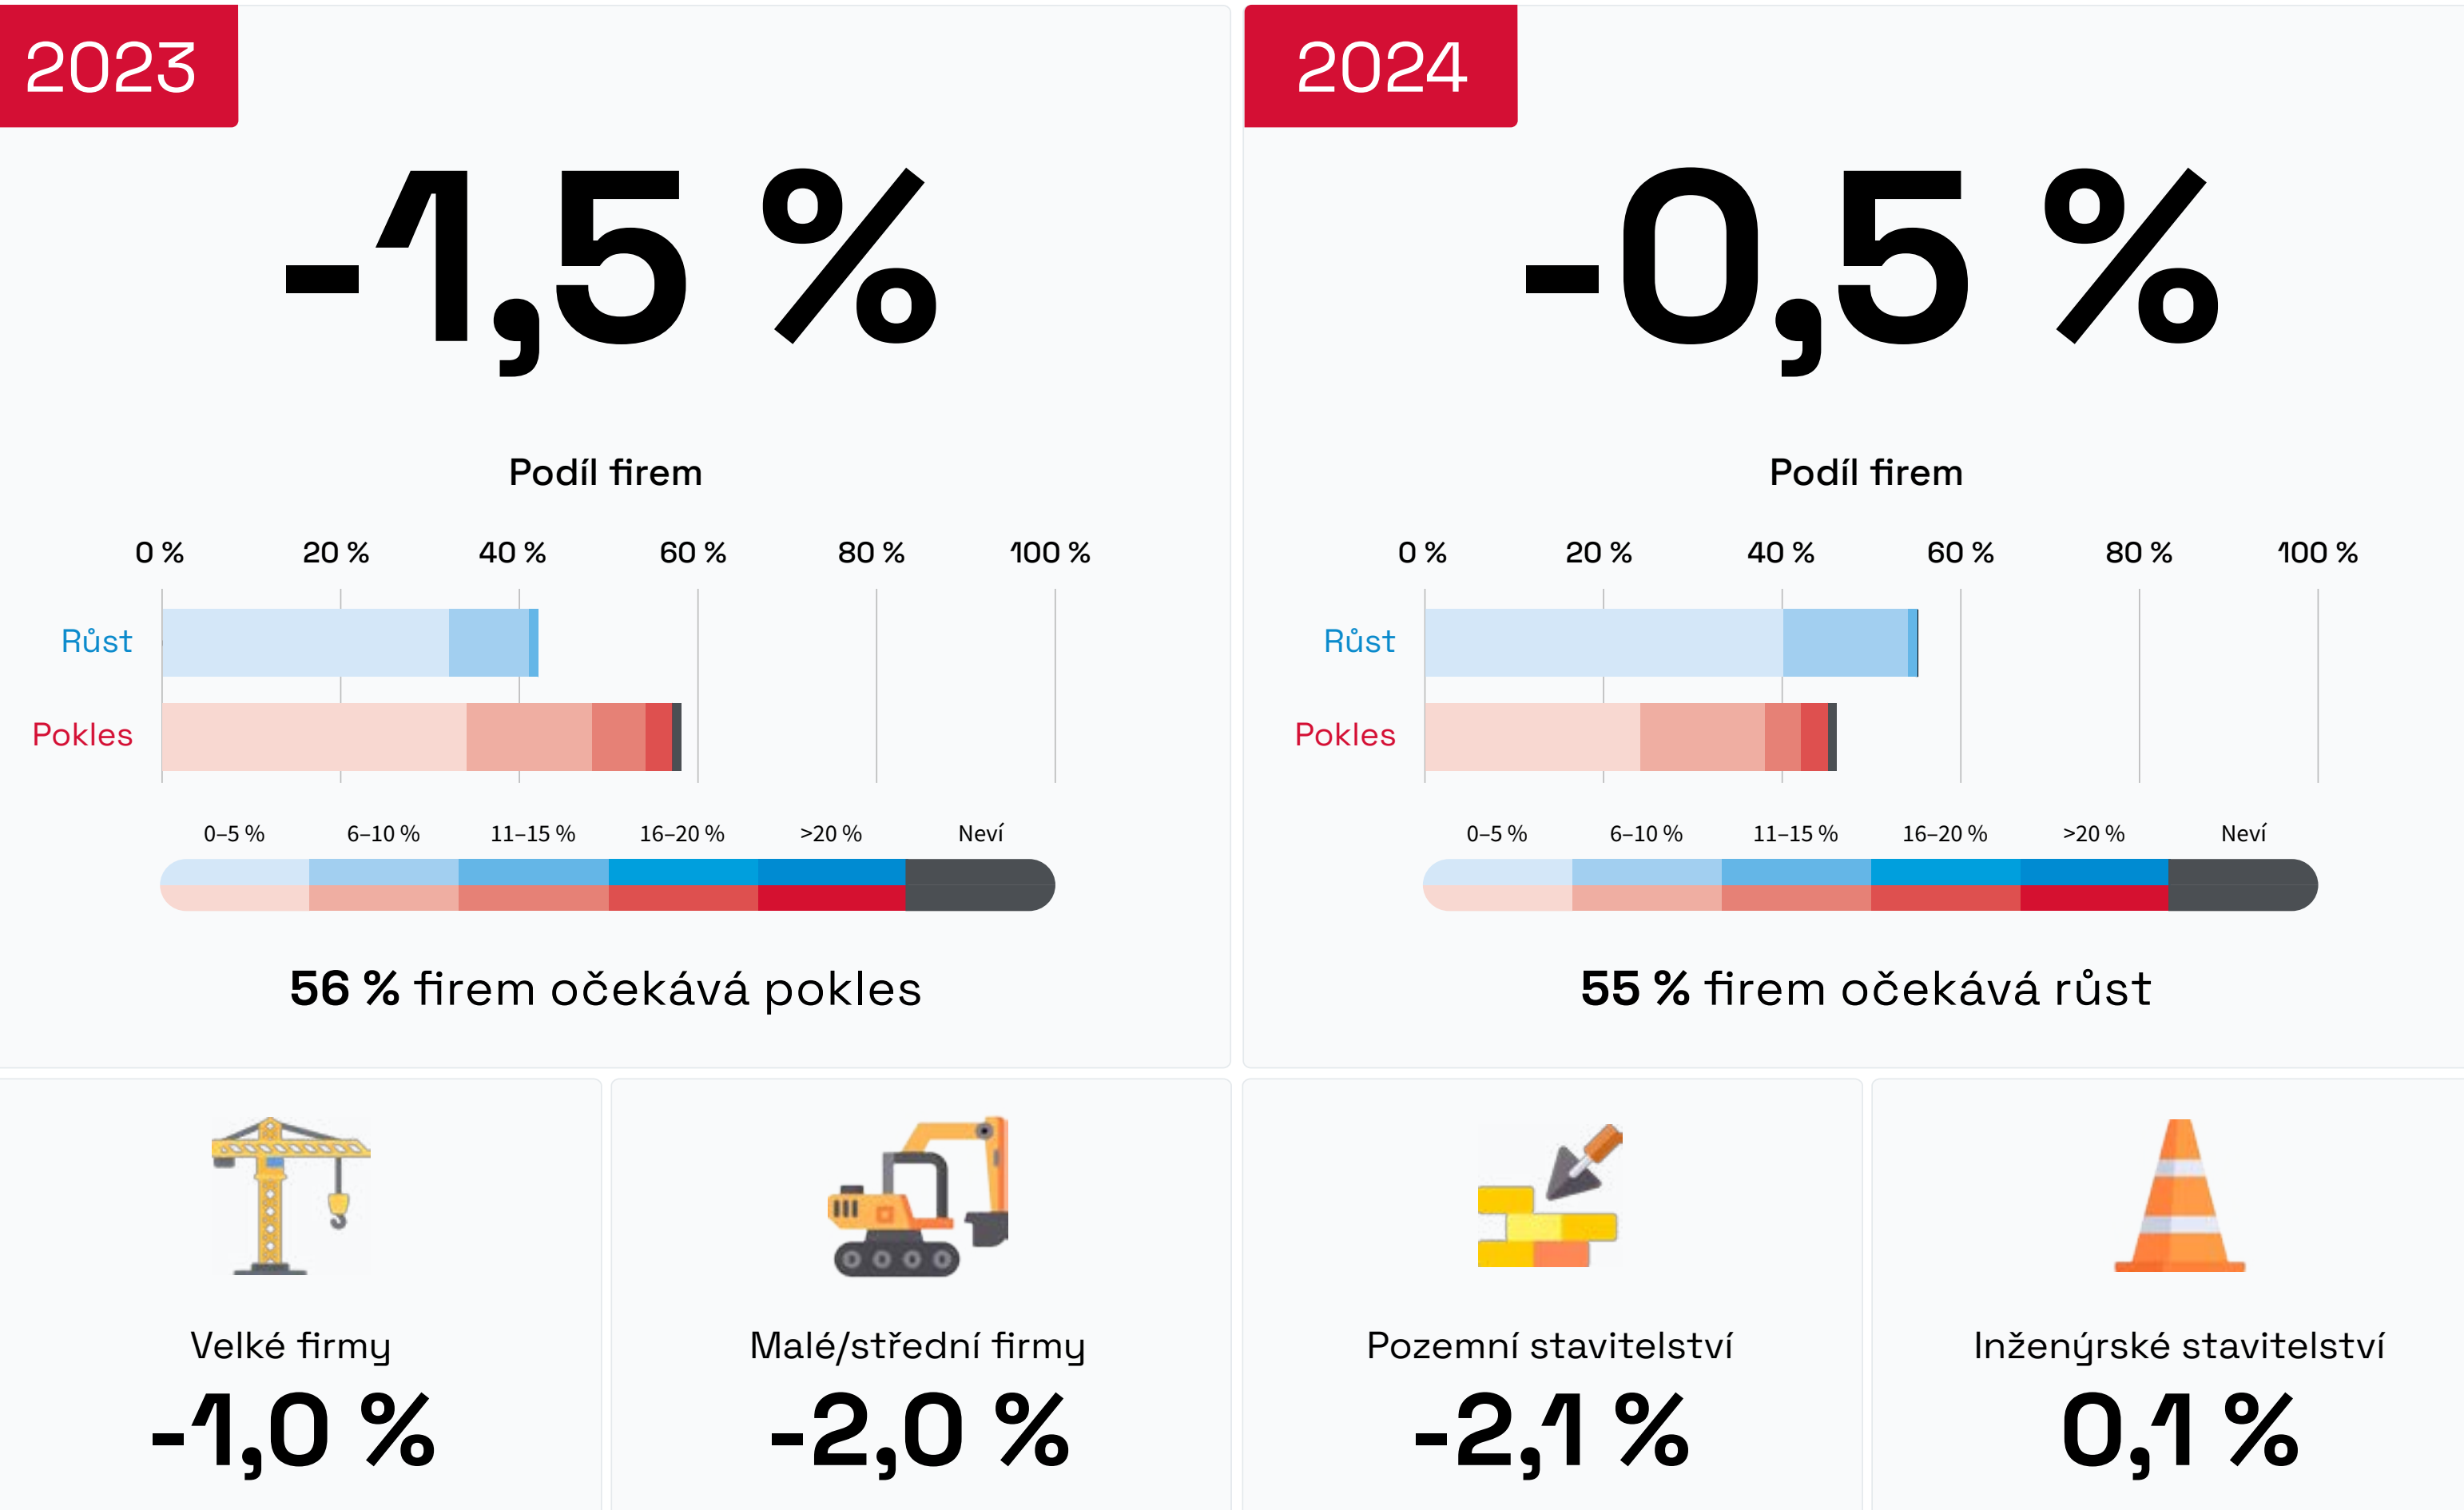 2023
-1,5 %
Podíl firem
0 % 20 % 40 % 60 % 80 % 100 %
Růst
Pokles
0–5 % 6–10 % 11–15 % 16–20 % >20 % Neví
56 % firem očekává pokles
2024
-0,5 %
Podíl firem
0 % 20 % 40 % 60 % 80 % 100 %
Růst
Pokles
0–5 % 6–10 % 11–15 % 16–20 % >20 % Neví
55 % firem očekává růst
Velké firmy
-1,0 %
Malé/střední firmy
-2,0 %
Pozemní stavitelství
-2,1 %
Inženýrské stavitelství
0,1 %